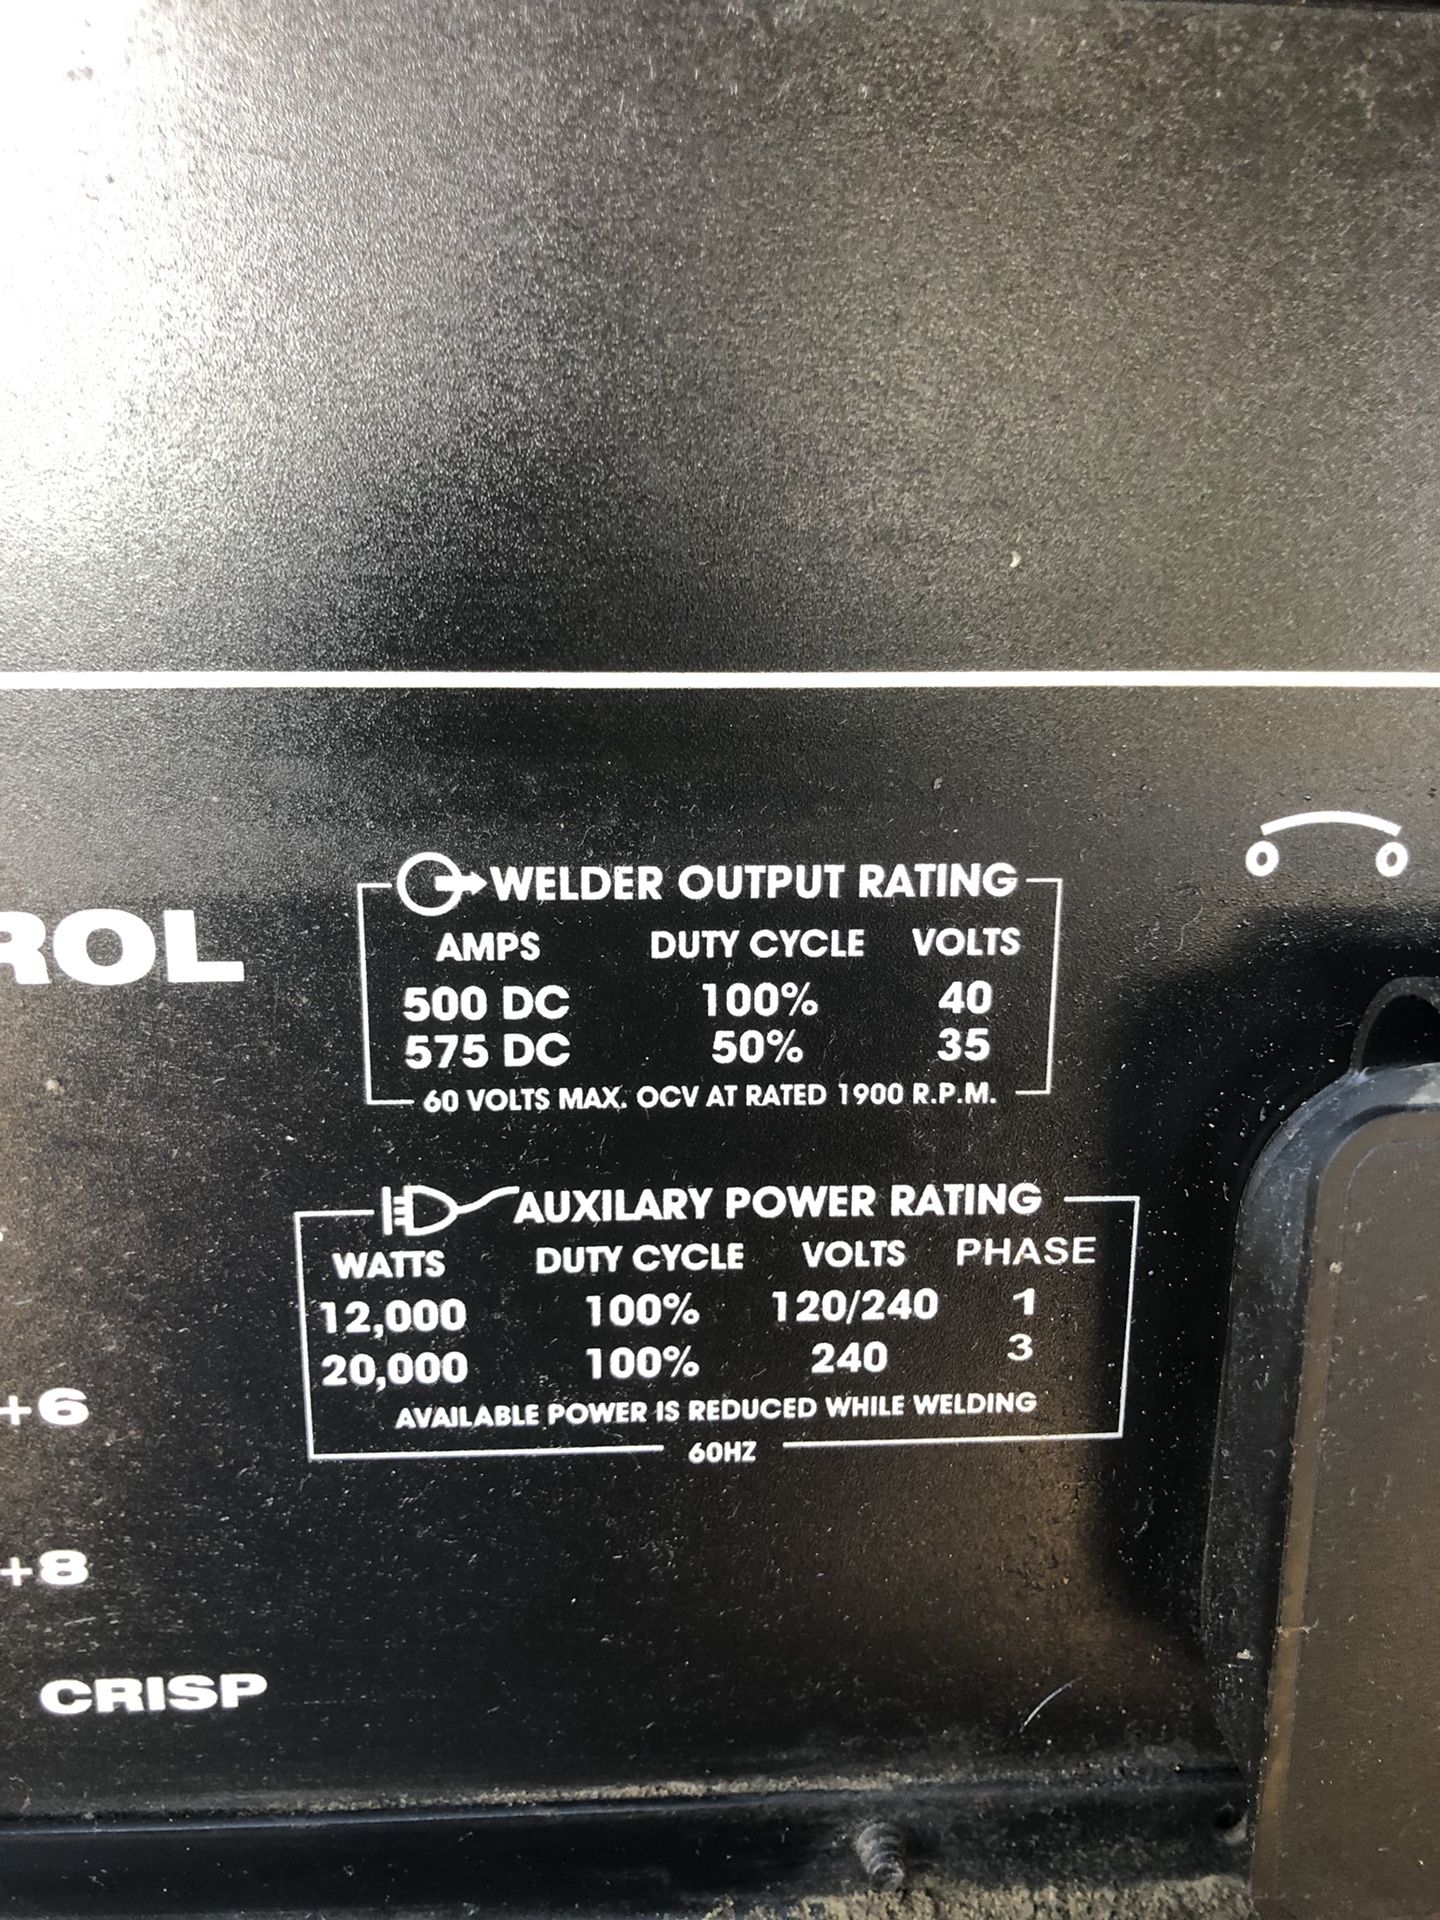 ROL
WELDER OUTPUT RATING
AMPS DUTY CYCLE VOLTS
500 DC 100% 40
575 DC 50% 35
60 VOLTS MAX. OCV AT RATED 1900 R.P.M.
AUXILARY POWER RATING
WATTS DUTY CYCLE VOLTS PHASE
12,000 100% 120/240 1
20,000 100% 240 3
AVAILABLE POWER IS REDUCED WHILE WELDING
60HZ
+6
+8
CRISP